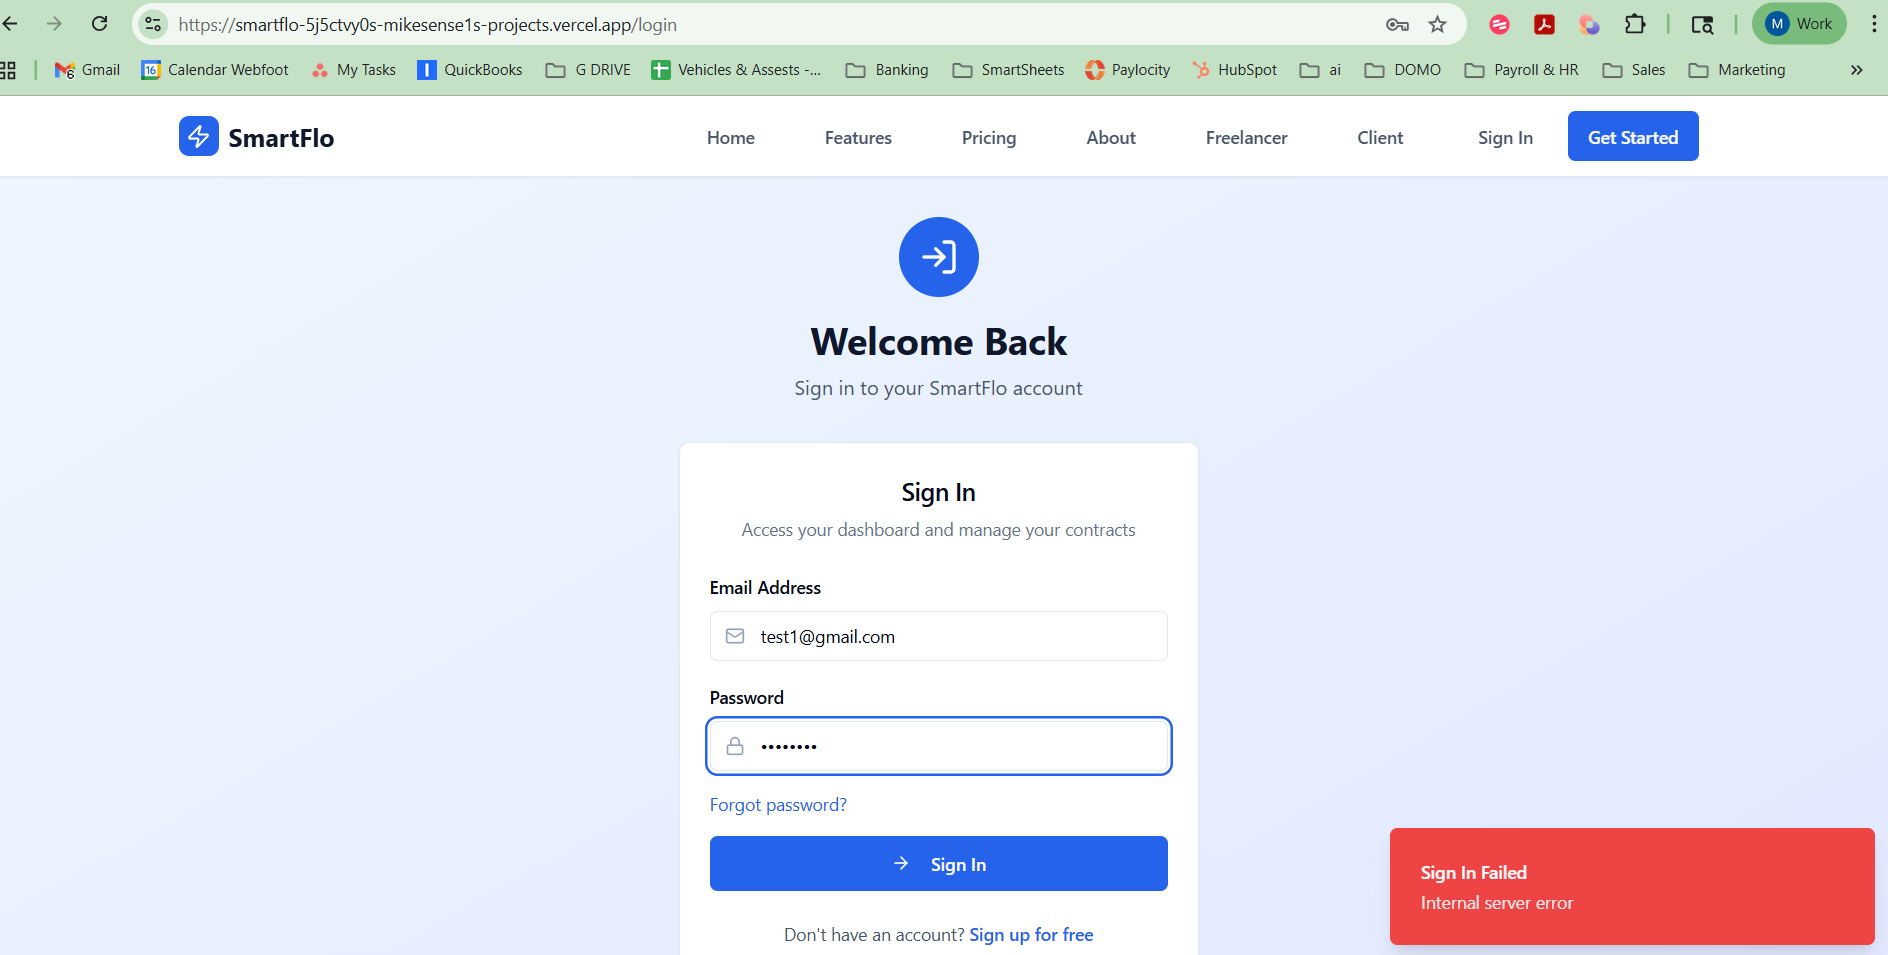 https://smartflo-5j5ctvy0s-mikesense1s-projects.vercel.app/login
M Work
Gmail 16 Calendar Webfoot My Tasks QuickBooks G DRIVE Vehicles & Assests -... Banking SmartSheets Paylocity HubSpot ai DOMO Payroll & HR Sales Marketing
SmartFlo Home Features Pricing About Freelancer Client Sign In Get Started
Welcome Back
Sign in to your SmartFlo account
Sign In
Access your dashboard and manage your contracts
Email Address
test1@gmail.com
Password
••••••••
Forgot password?
Sign In
Sign In Failed
Internal server error
Don't have an account? Sign up for free